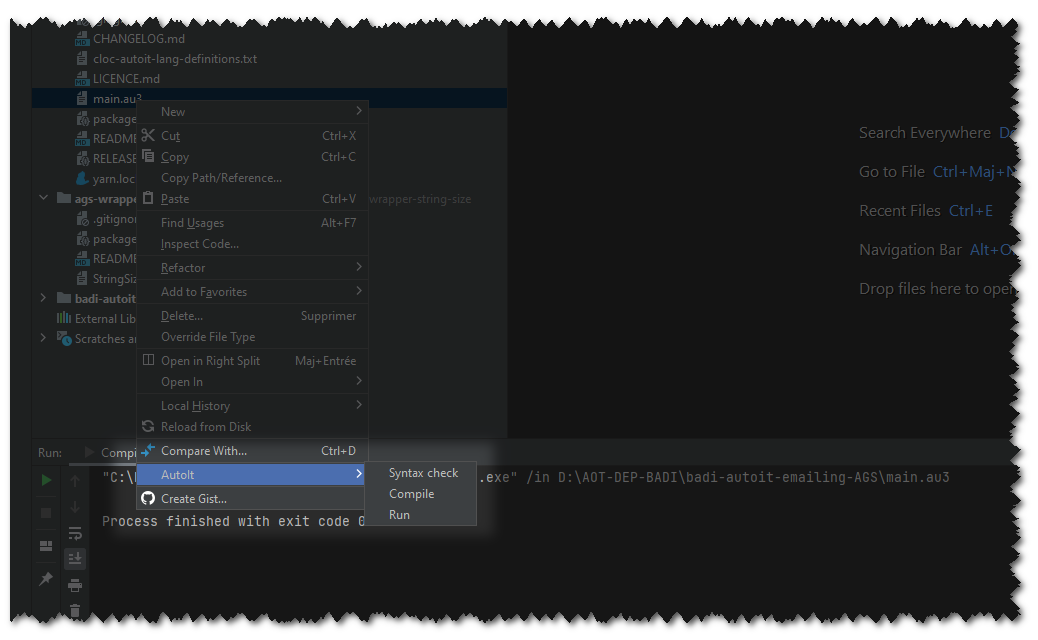 CHANGELOG.md
cloc-autoit-lang-definitions.txt
LICENCE.md
main.au3
package
README
RELEASE
yarn.loc
ags-wrappe
wrapper-string-size
.gitignor
package
README
StringSiz
badi-autoit
External Lib
Scratches a
New
Cut Ctrl+X
Copy Ctrl+C
Copy Path/Reference...
Paste Ctrl+V
Find Usages Alt+F7
Inspect Code...
Refactor
Add to Favorites
Delete... Supprimer
Override File Type
Open in Right Split Maj+Entrée
Open In
Local History
Reload from Disk
Compare With... Ctrl+D
AutoIt
Create Gist...
Syntax check
Compile
Run
Search Everywhere
Go to File Ctrl+Maj+N
Recent Files Ctrl+E
Navigation Bar Alt+O
Drop files here to open
Run: Compi
"C:\ .exe" /in D:\AOT-DEP-BADI\badi-autoit-emailing-AGS\main.au3
Process finished with exit code 0